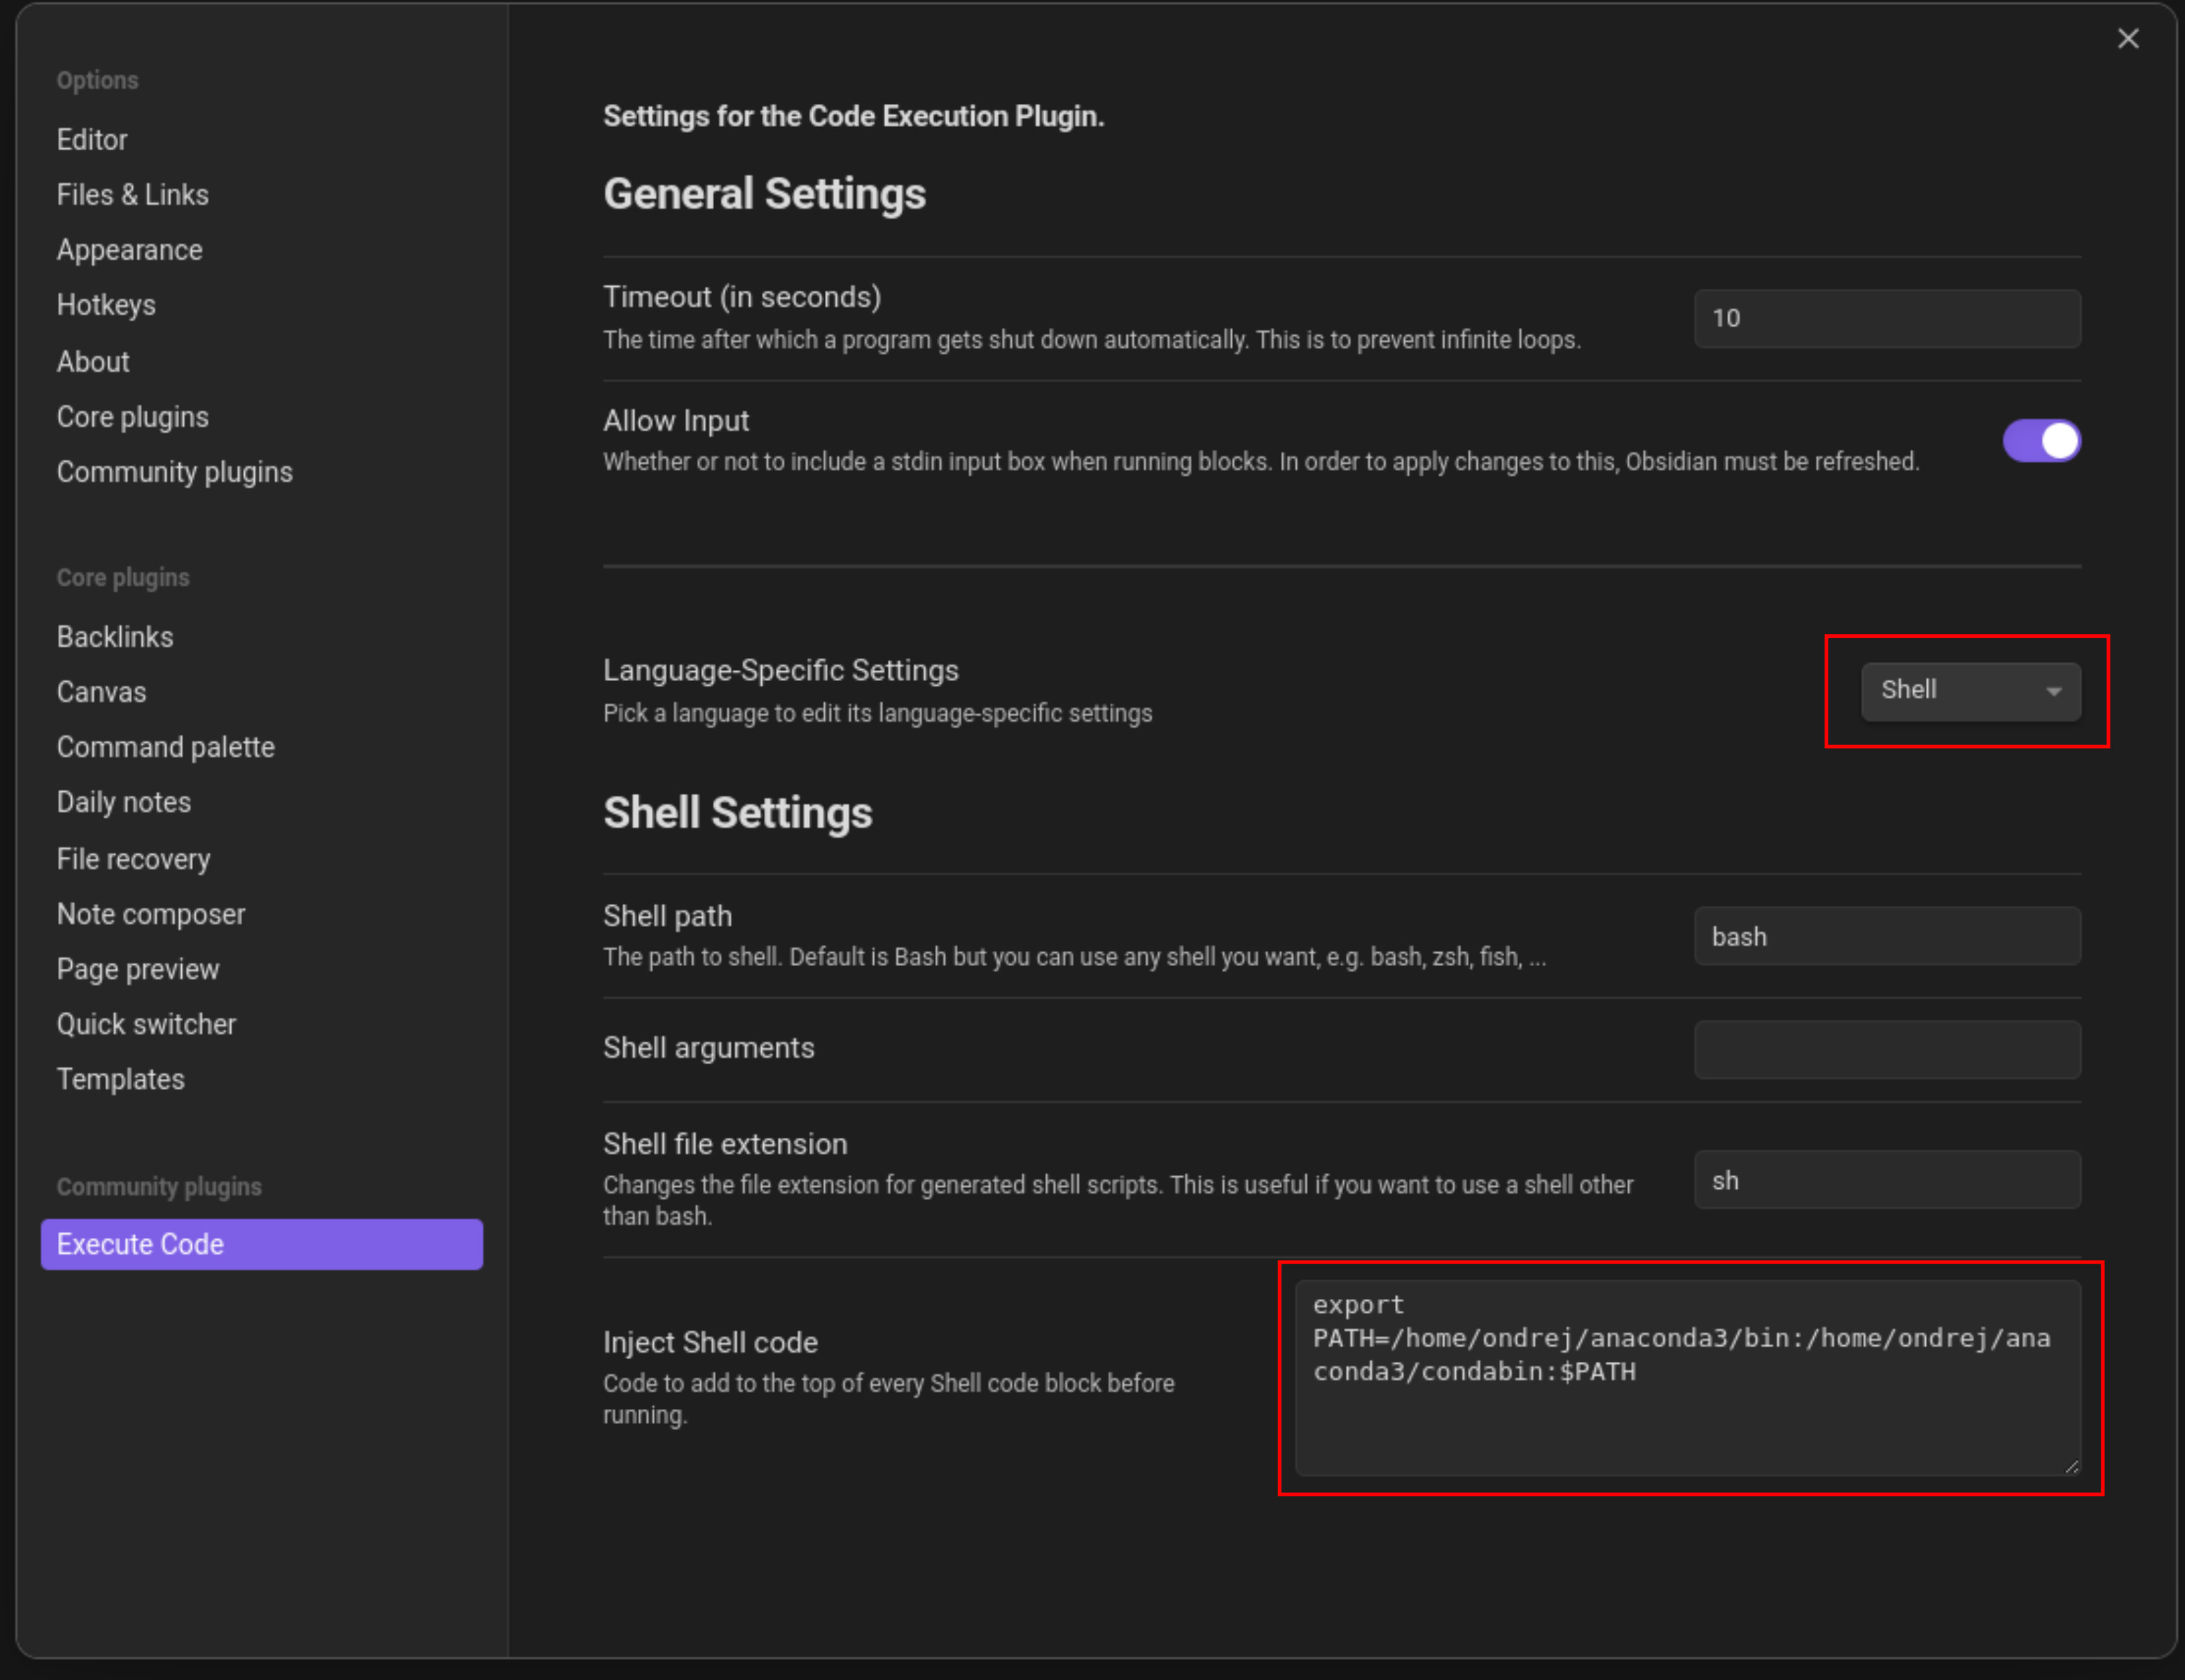 Options
Editor
Files & Links
Appearance
Hotkeys
About
Core plugins
Community plugins
Core plugins
Backlinks
Canvas
Command palette
Daily notes
File recovery
Note composer
Page preview
Quick switcher
Templates
Community plugins
Execute Code
Settings for the Code Execution Plugin.
General Settings
Timeout (in seconds)
The time after which a program gets shut down automatically. This is to prevent infinite loops.
10
Allow Input
Whether or not to include a stdin input box when running blocks. In order to apply changes to this, Obsidian must be refreshed.
Language-Specific Settings
Pick a language to edit its language-specific settings
Shell
Shell Settings
Shell path
The path to shell. Default is Bash but you can use any shell you want, e.g. bash, zsh, fish, ...
bash
Shell arguments
Shell file extension
Changes the file extension for generated shell scripts. This is useful if you want to use a shell other
than bash.
sh
Inject Shell code
Code to add to the top of every Shell code block before
running.
export
PATH=/home/ondrej/anaconda3/bin:/home/ondrej/ana
conda3/condabin:$PATH